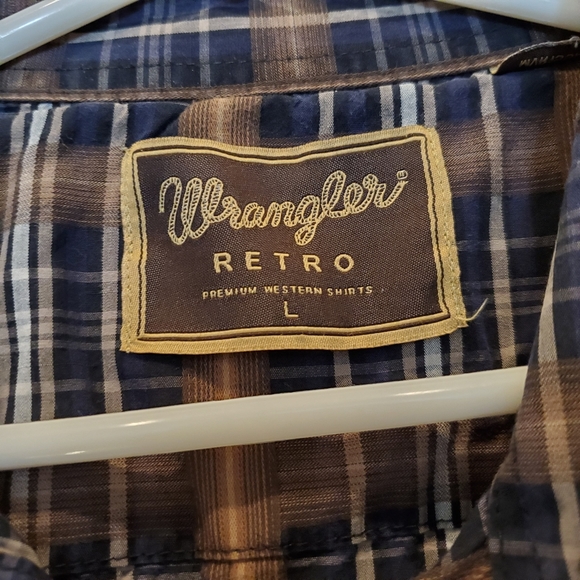 Wrangler®
RETRO
PREMIUM WESTERN SHIRTS
L